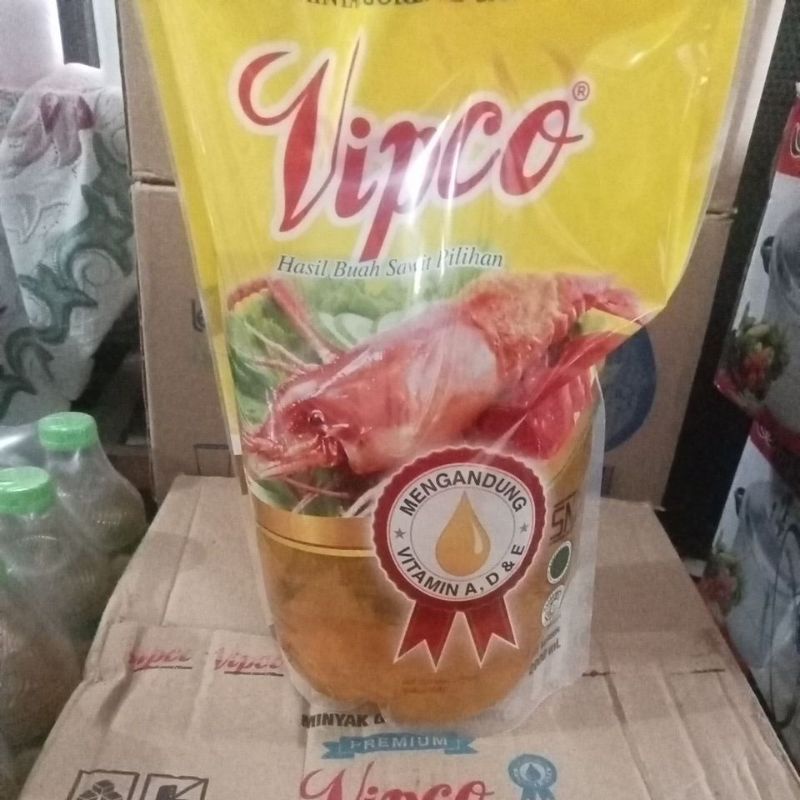 Vipco®
Hasil Buah Sawit Pilihan
MENGANDUNG
VITAMIN A, D & E
Vipco Vipco
MINYAK
PREMIUM
Vipco